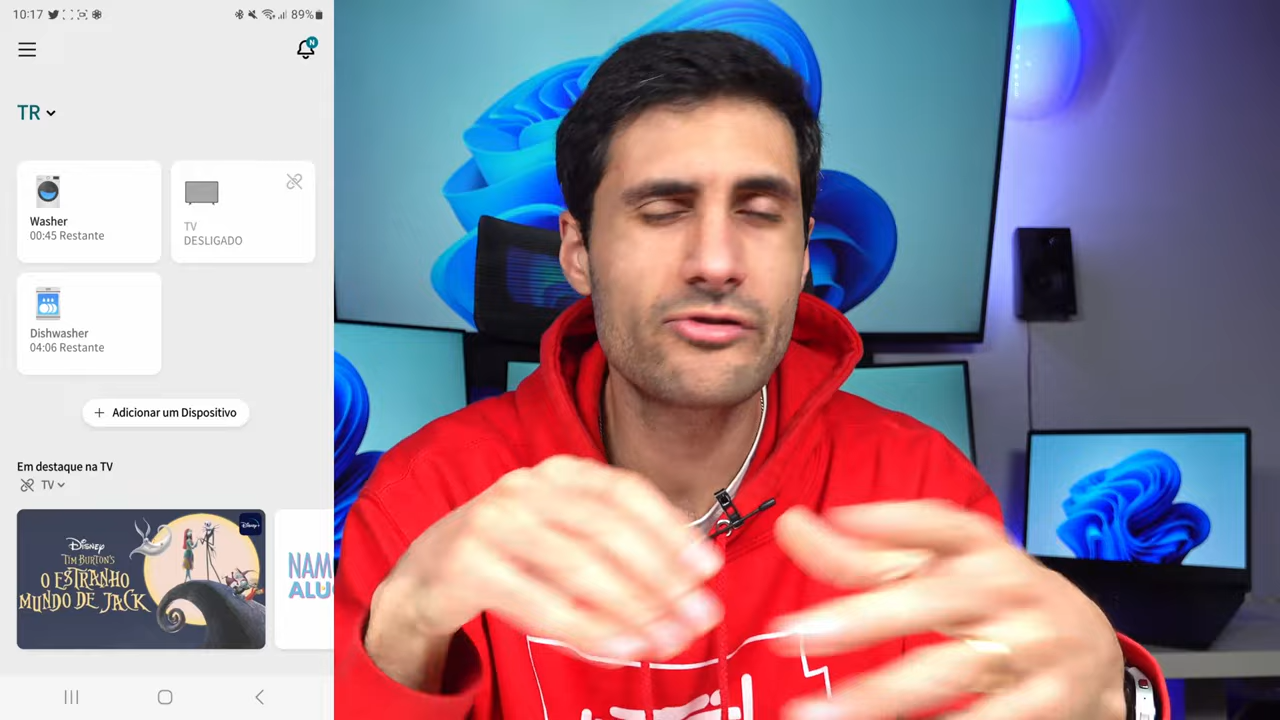 10:17
89%
N
TR
Washer
00:45 Restante
TV
DESLIGADO
Dishwasher
04:06 Restante
+ Adicionar um Dispositivo
Em destaque na TV
TV
Disney+
Disney
TIM BURTON'S
O ESTRANHO
MUNDO DE JACK
NAM
ALU